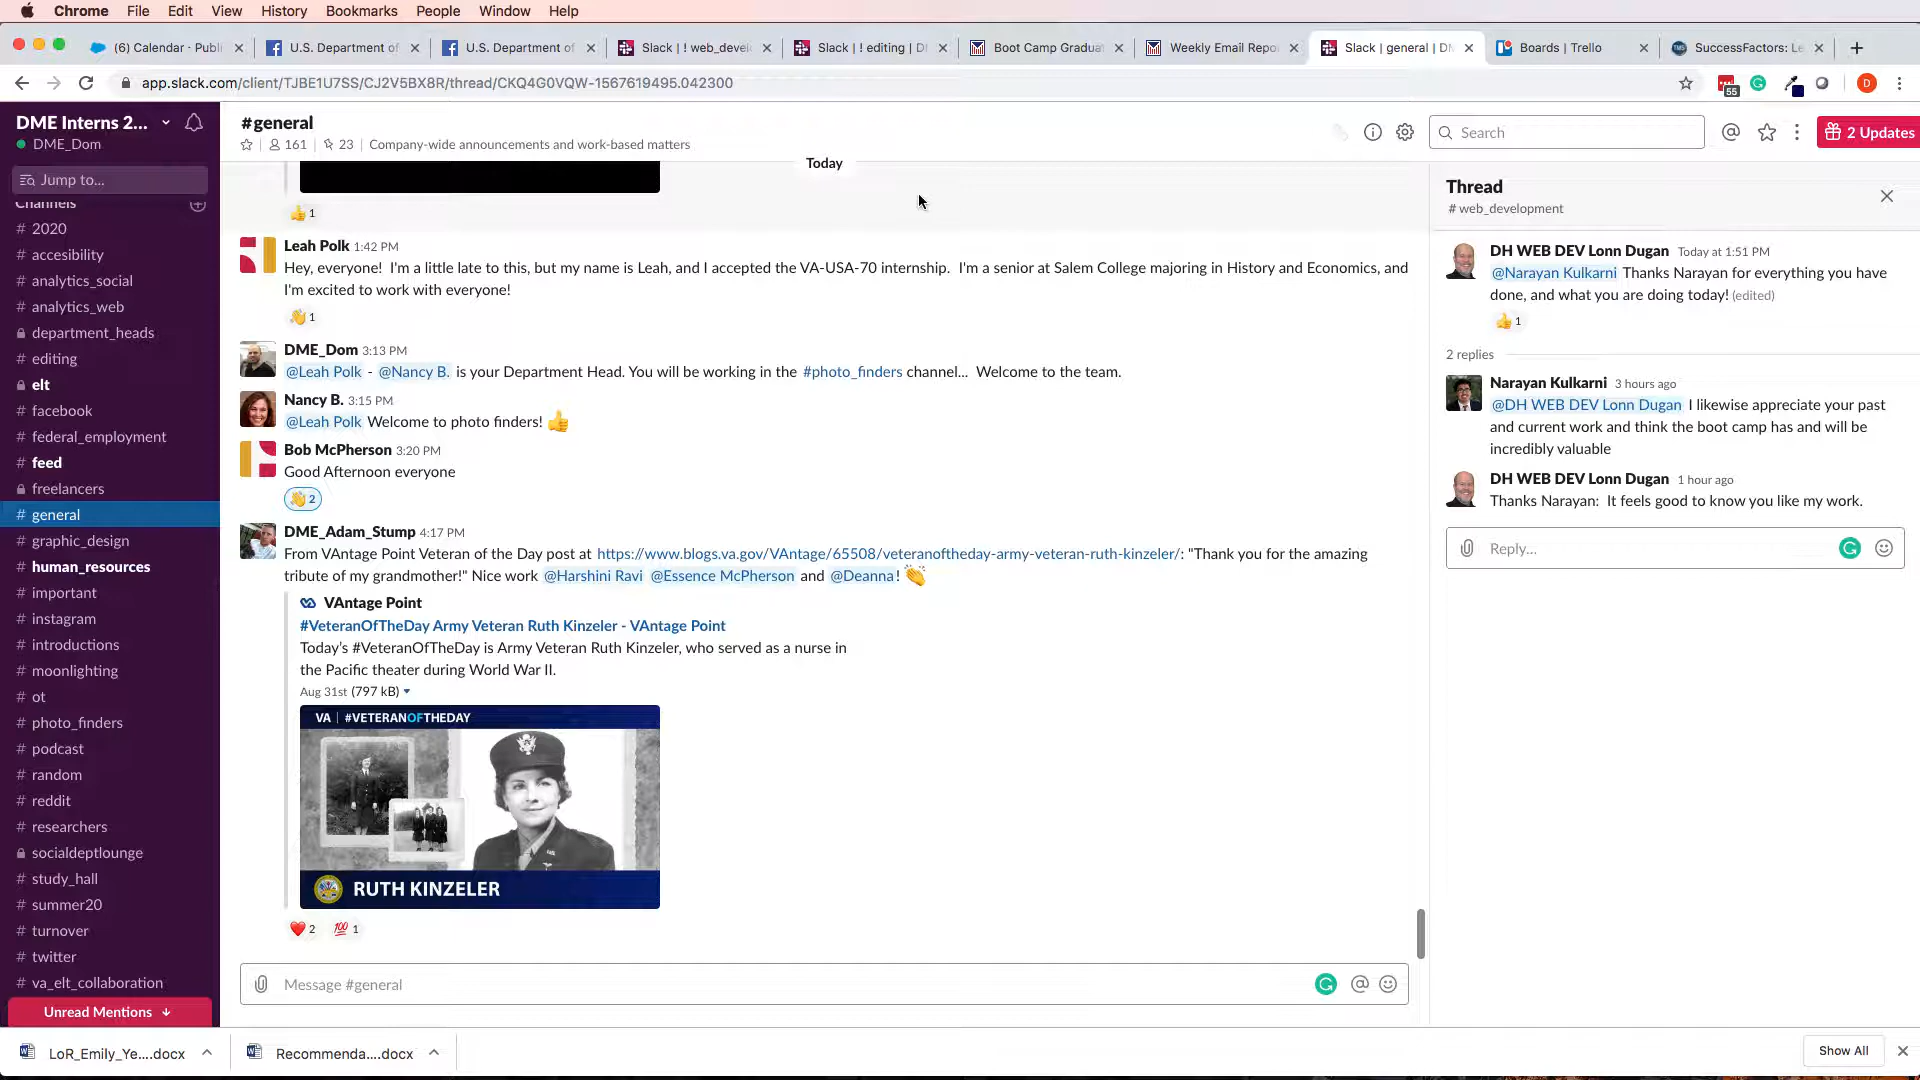 Chrome File Edit View History Bookmarks People Window Help
(6) Calendar - Publi
U.S. Department of
U.S. Department of
Slack | ! web_devel
Slack | ! editing | D
Boot Camp Gradua
Weekly Email Repo
Slack | general | DM
Boards | Trello
SuccessFactors: Le
app.slack.com/client/TJBE1U7SS/CJ2V5BX8R/thread/CKQ4G0VQW-1567619495.042300
55
D
DME Interns 2...
DME_Dom
Jump to...
Channels
# 2020
# accesibility
# analytics_social
# analytics_web
department_heads
# editing
elt
# facebook
# federal_employment
# feed
freelancers
# general
# graphic_design
# human_resources
# important
# instagram
# introductions
# moonlighting
# ot
# photo_finders
# podcast
# random
# reddit
# researchers
socialdeptlounge
# study_hall
# summer20
# turnover
# twitter
# va_elt_collaboration
Unread Mentions ↓
#general
161 | 23 | Company-wide announcements and work-based matters
Search
2 Updates
Today
1
Leah Polk 1:42 PM
Hey, everyone! I'm a little late to this, but my name is Leah, and I accepted the VA-USA-70 internship. I'm a senior at Salem College majoring in History and Economics, and
I'm excited to work with everyone!
1
DME_Dom 3:13 PM
@Leah Polk - @Nancy B. is your Department Head. You will be working in the #photo_finders channel... Welcome to the team.
Nancy B. 3:15 PM
@Leah Polk Welcome to photo finders!
Bob McPherson 3:20 PM
Good Afternoon everyone
2
DME_Adam_Stump 4:17 PM
From VAntage Point Veteran of the Day post at https://www.blogs.va.gov/VAntage/65508/veteranoftheday-army-veteran-ruth-kinzeler/: "Thank you for the amazing
tribute of my grandmother!" Nice work @Harshini Ravi @Essence McPherson and @Deanna!
VAntage Point
#VeteranOfTheDay Army Veteran Ruth Kinzeler - VAntage Point
Today's #VeteranOfTheDay is Army Veteran Ruth Kinzeler, who served as a nurse in
the Pacific theater during World War II.
Aug 31st (797 kB)
VA | #VETERANOFTHEDAY
RUTH KINZELER
2 100 1
Message #general
Thread
# web_development
DH WEB DEV Lonn Dugan Today at 1:51 PM
@Narayan Kulkarni Thanks Narayan for everything you have
done, and what you are doing today! (edited)
1
2 replies
Narayan Kulkarni 3 hours ago
@DH WEB DEV Lonn Dugan I likewise appreciate your past
and current work and think the boot camp has and will be
incredibly valuable
DH WEB DEV Lonn Dugan 1 hour ago
Thanks Narayan: It feels good to know you like my work.
Reply...
LoR_Emily_Ye....docx
Recommenda....docx
Show All